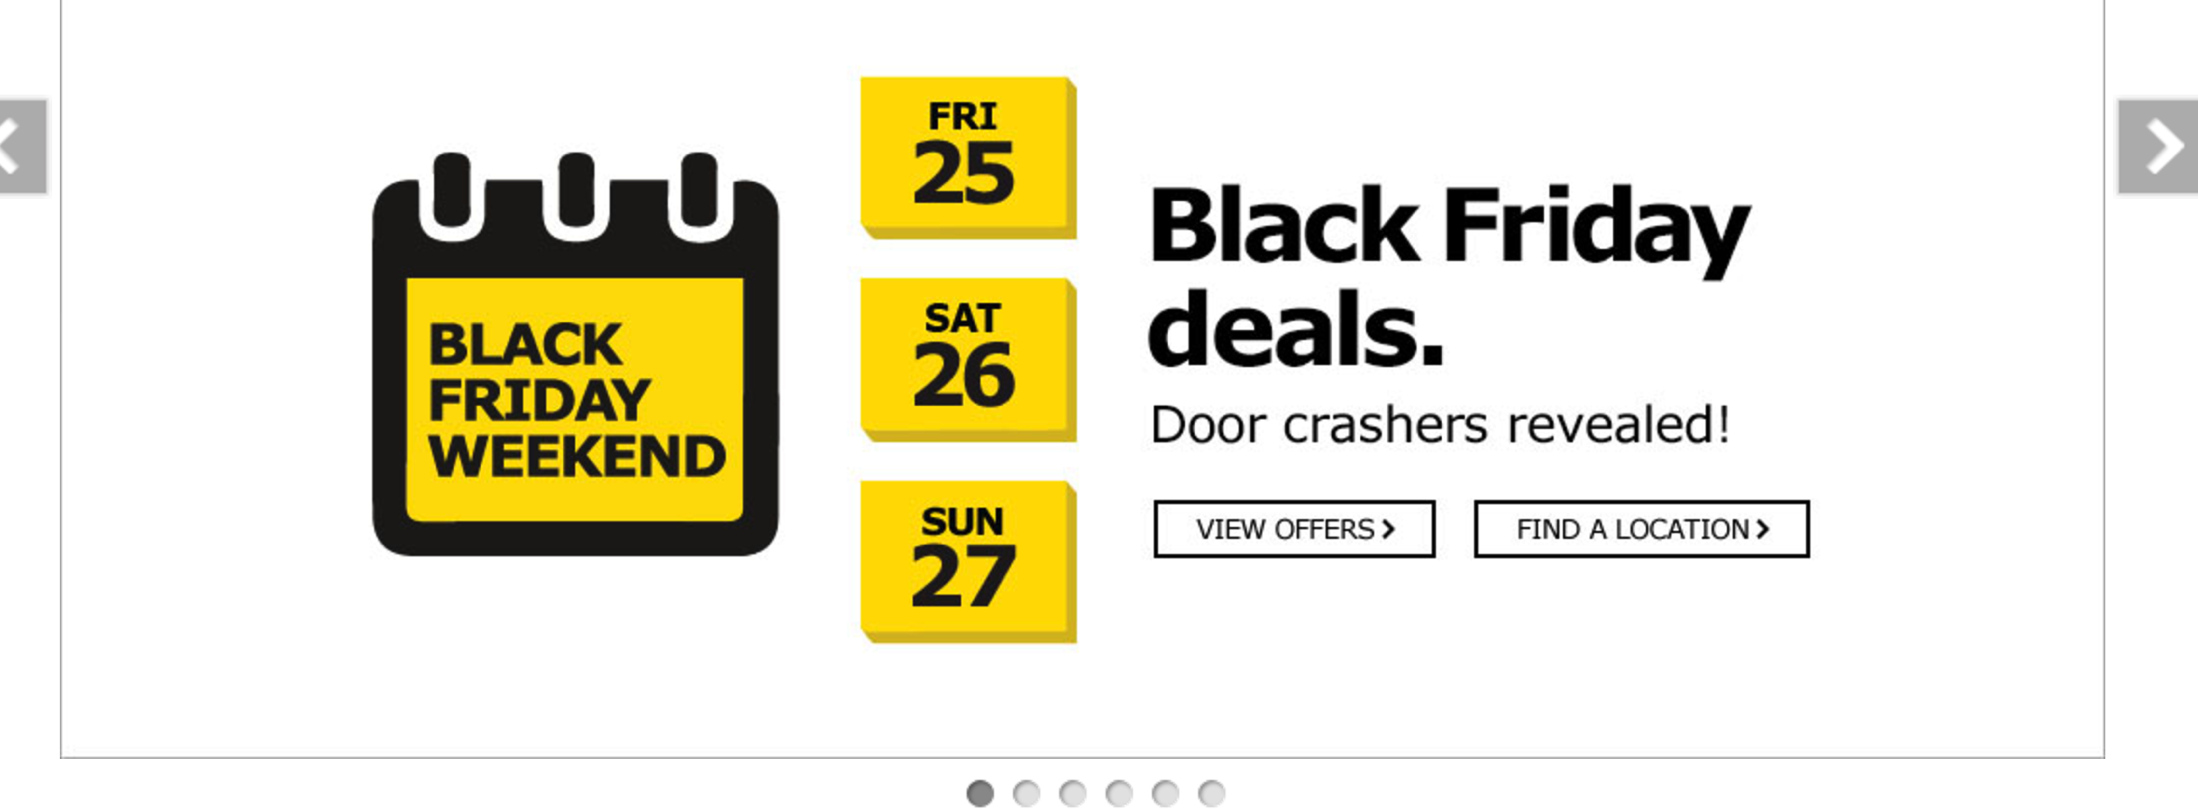 BLACK
FRIDAY
WEEKEND
FRI
25
SAT
26
SUN
27
Black Friday
deals.
Door crashers revealed!
VIEW OFFERS
FIND A LOCATION